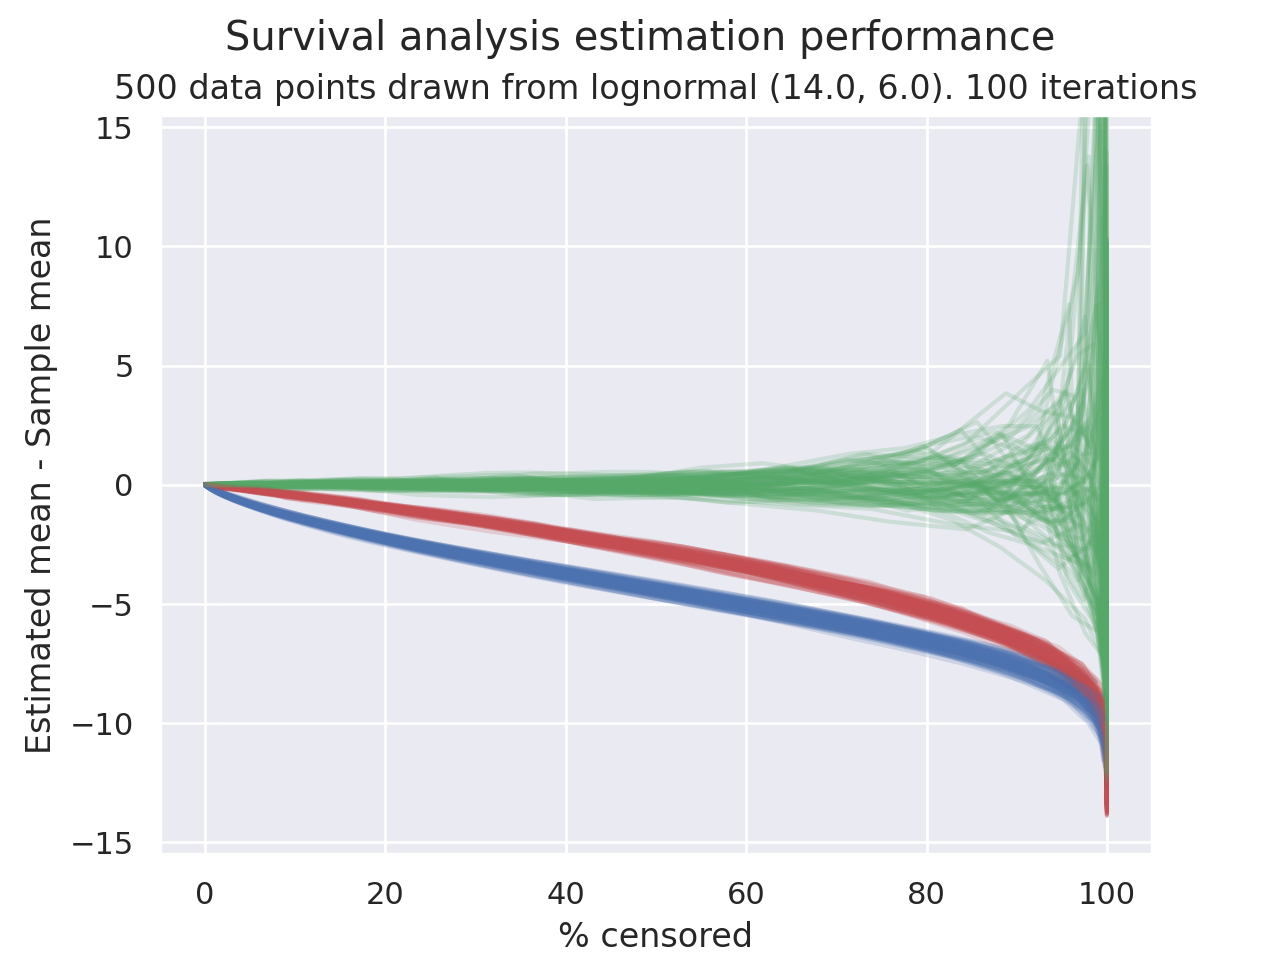 Survival analysis estimation performance
500 data points drawn from lognormal (14.0, 6.0). 100 iterations
15
10
5
0
−5
−10
−15
Estimated mean - Sample mean
0 20 40 60 80 100
% censored